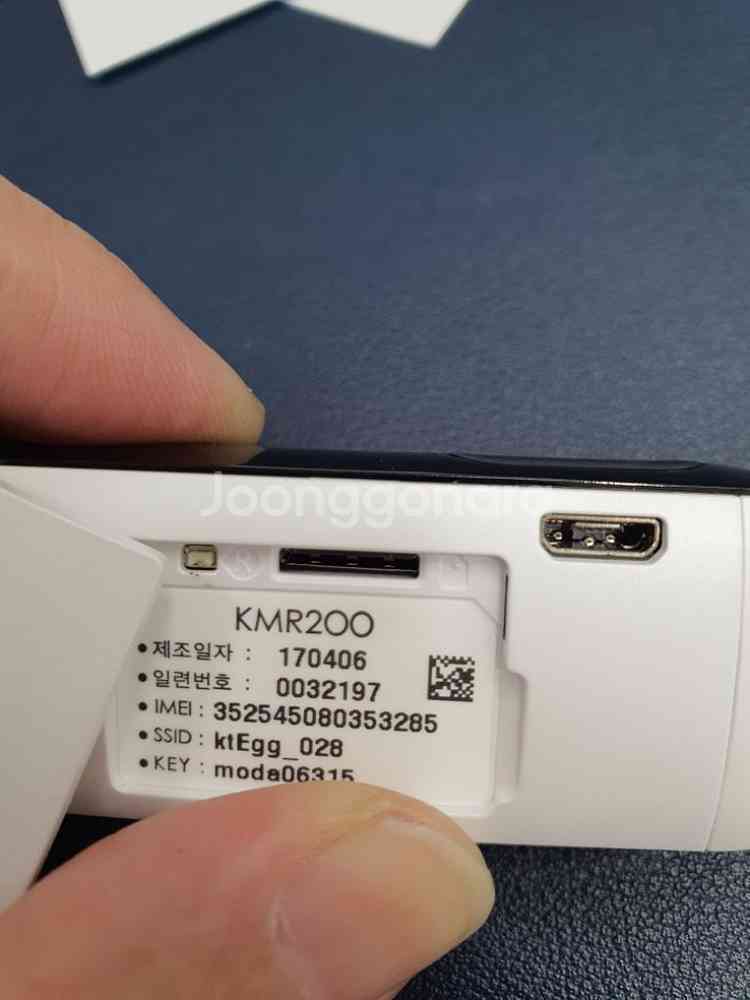 Joonggonara
KMR200
• 제조일자 : 170406
• 일련번호 : 0032197
• IMEI : 352545080353285
• SSID : ktEgg_028
• KEY : moda06315